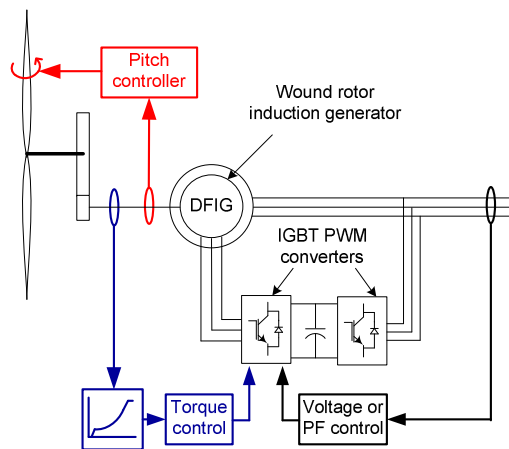 Pitch
controller
Wound rotor
induction generator
DFIG
IGBT PWM
converters
Torque
control
Voltage or
PF control